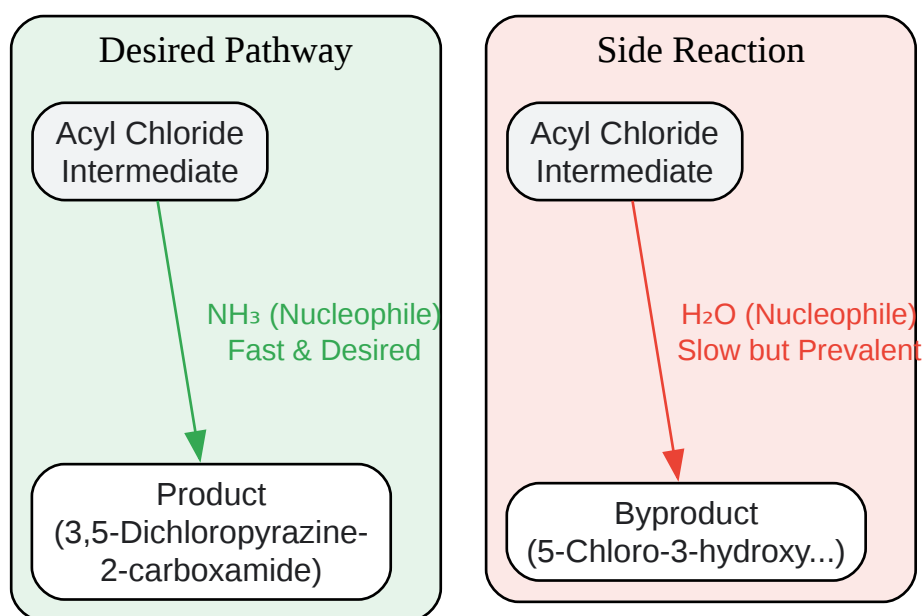 Desired Pathway
Acyl Chloride
Intermediate
NH₃ (Nucleophile)
Fast & Desired
Product
(3,5-Dichloropyrazine-
2-carboxamide)
Side Reaction
Acyl Chloride
Intermediate
H₂O (Nucleophile)
Slow but Prevalent
Byproduct
(5-Chloro-3-hydroxy...)